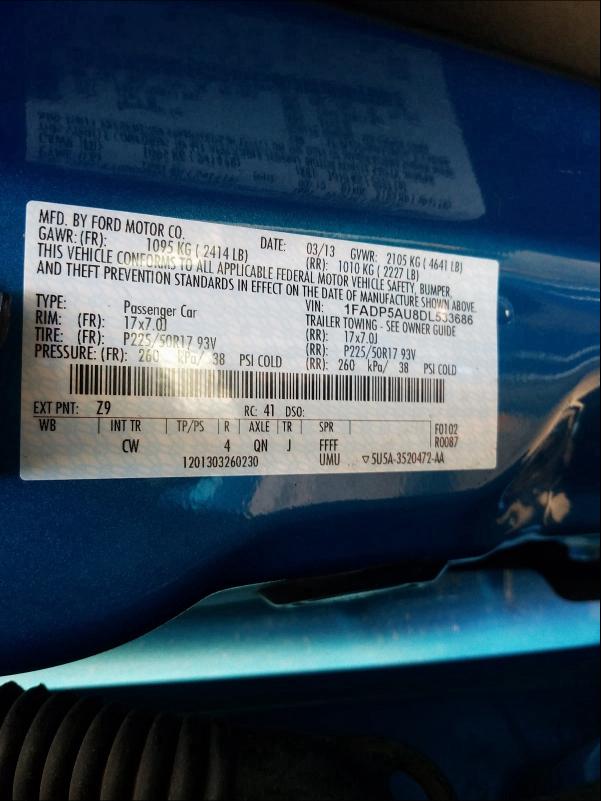 MFD. BY FORD MOTOR CO.
DATE: 03/13 GVWR: 2105 KG ( 4641 LB)
GAWR: (FR): 1095 KG ( 2414 LB) (RR): 1010 KG ( 2227 LB)
THIS VEHICLE CONFORMS TO ALL APPLICABLE FEDERAL MOTOR VEHICLE SAFETY, BUMPER,
AND THEFT PREVENTION STANDARDS IN EFFECT ON THE DATE OF MANUFACTURE SHOWN ABOVE.
VIN: 1FADP5AU8DL533686
TYPE: Passenger Car TRAILER TOWING - SEE OWNER GUIDE
RIM: (FR): 17x7.0J (RR): 17x7.0J
TIRE: (FR): P225/50R17 93V (RR): P225/50R17 93V
PRESSURE: (FR): 260 kPa/ 38 PSI COLD (RR): 260 kPa/ 38 PSI COLD
EXT PNT: Z9 RC: 41 DSO:
WB INT TR TP/PS R AXLE TR SPR F0102
CW 4 QN J FFFF R0087
1201303260230 UMU ▽5U5A-3520472-AA